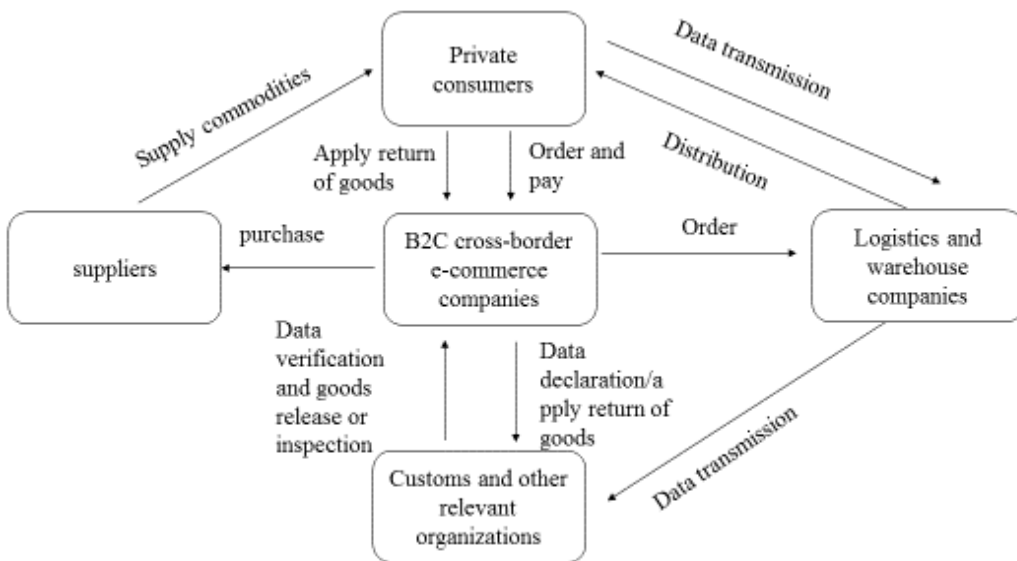 Private
consumers
Data transmission
Supply commodities
Distribution
Apply return
of goods
Order and
pay
suppliers
purchase
B2C cross-border
e-commerce
companies
Order
Logistics and
warehouse
companies
Data
verification
and goods
release or
inspection
Data
declaration/a
pply return of
goods
Data transmission
Customs and other
relevant
organizations